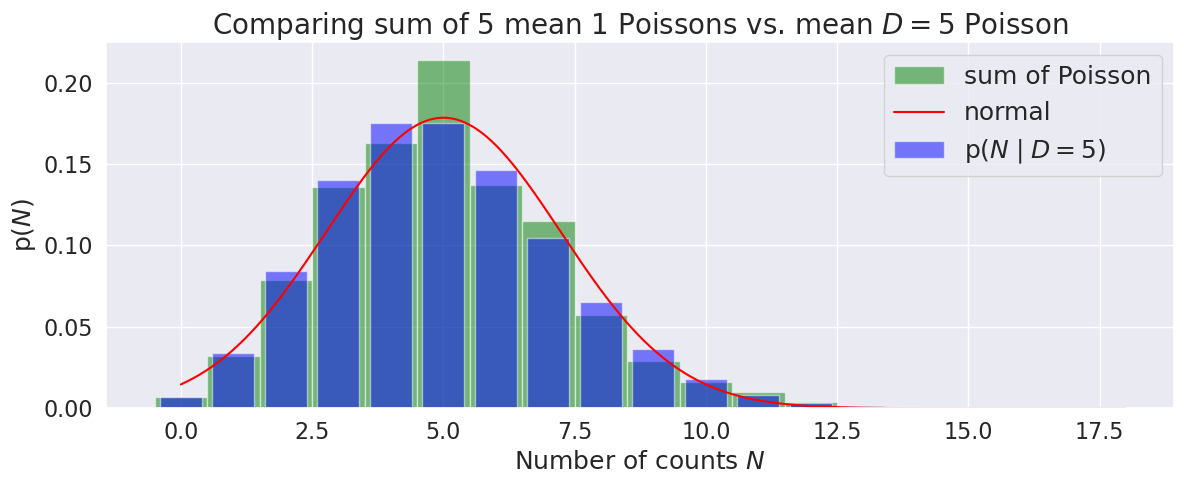 Comparing sum of 5 mean 1 Poissons vs. mean D = 5 Poisson
sum of Poisson
normal
p(N | D = 5)
0.20
0.15
0.10
0.05
0.00
p(N)
0.0 2.5 5.0 7.5 10.0 12.5 15.0 17.5
Number of counts N